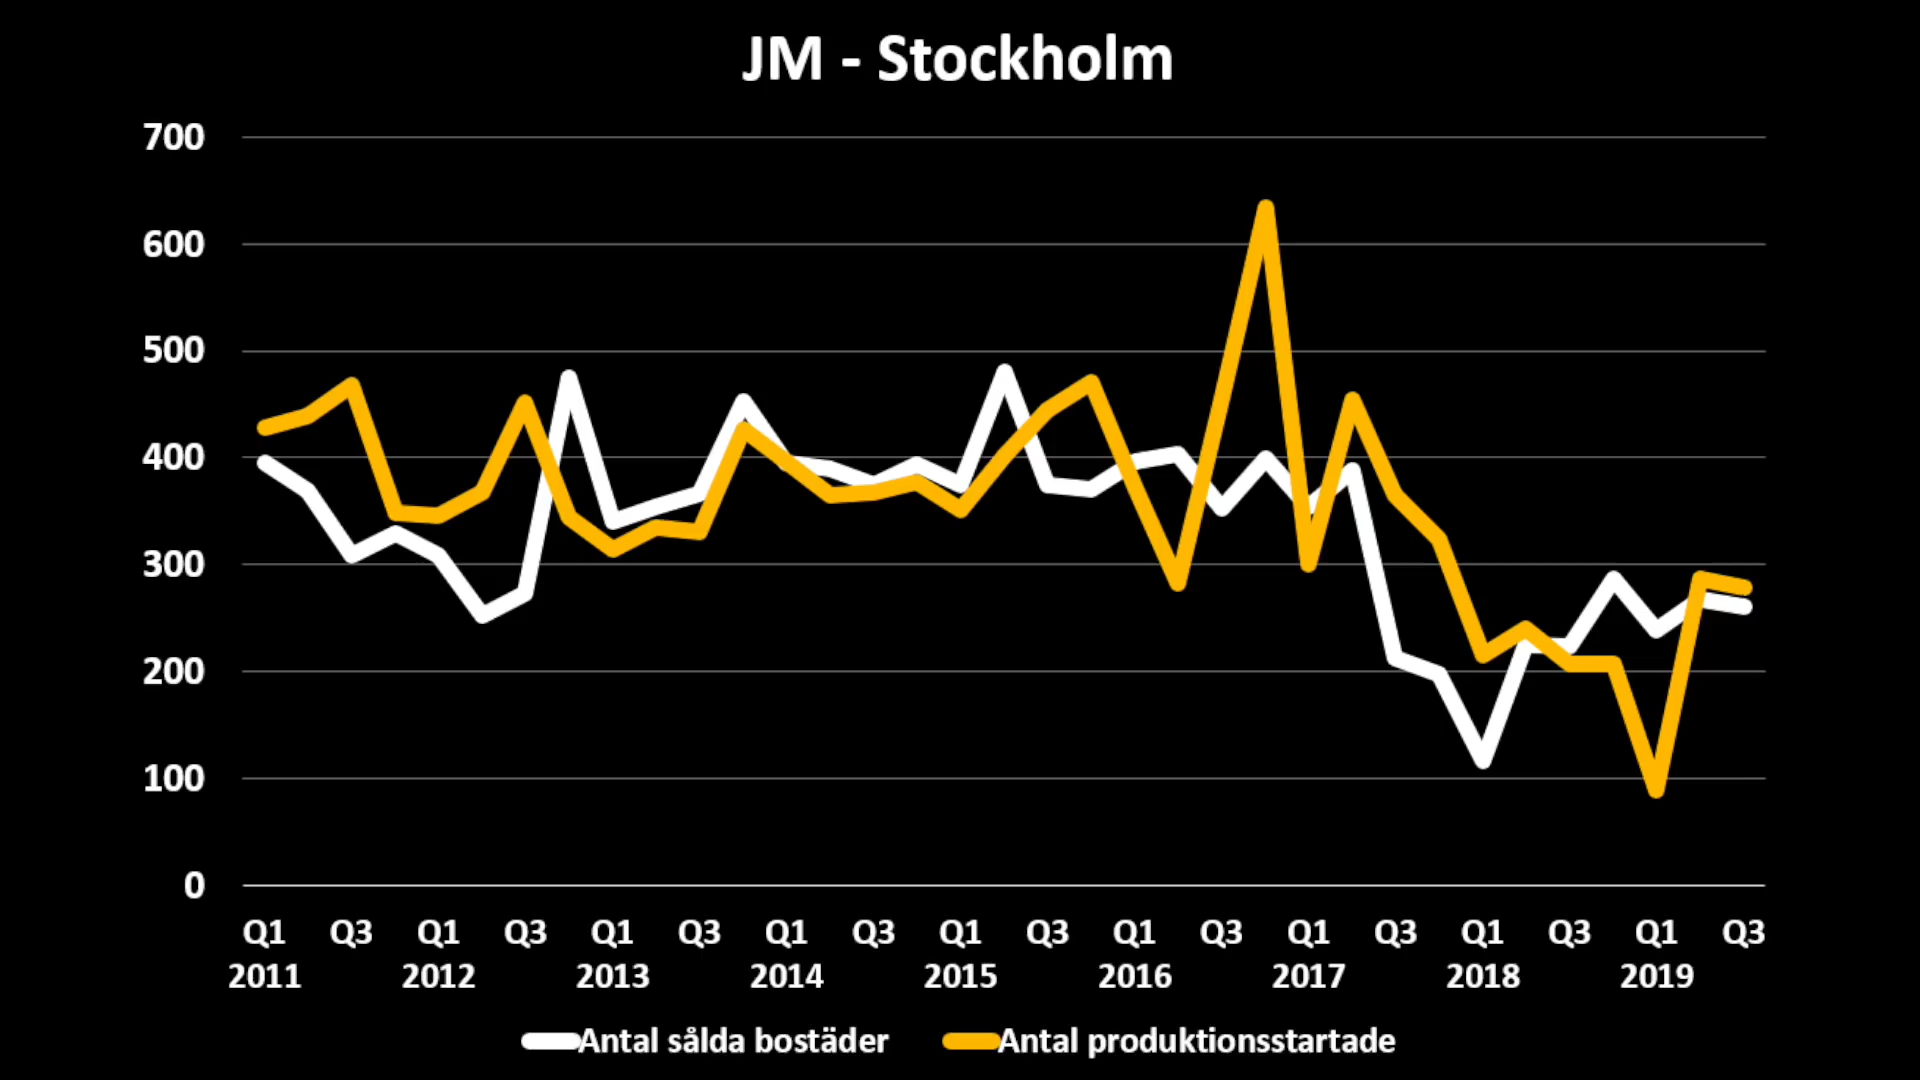 JM - Stockholm
700
600
500
400
300
200
100
0
Q1 Q3 Q1 Q3 Q1 Q3 Q1 Q3 Q1 Q3 Q1 Q3 Q1 Q3 Q1 Q3 Q1 Q3
2011 2012 2013 2014 2015 2016 2017 2018 2019
Antal sålda bostäder Antal produktionsstartade